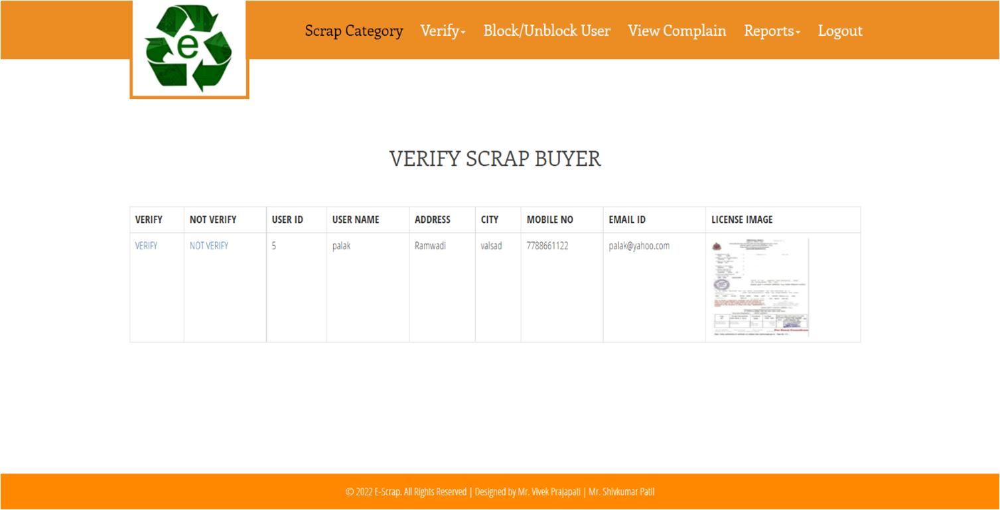 e
Scrap Category Verify Block/Unblock User View Complain Reports Logout
VERIFY SCRAP BUYER
VERIFY NOT VERIFY USER ID USER NAME ADDRESS CITY MOBILE NO EMAIL ID LICENSE IMAGE
VERIFY NOT VERIFY 5 palak Ramwadi valsad 7788661122 palak@yahoo.com
© 2022 E-Scrap. All Rights Reserved | Designed by Mr. Vivek Prajapati | Mr. Shivkumar Patil